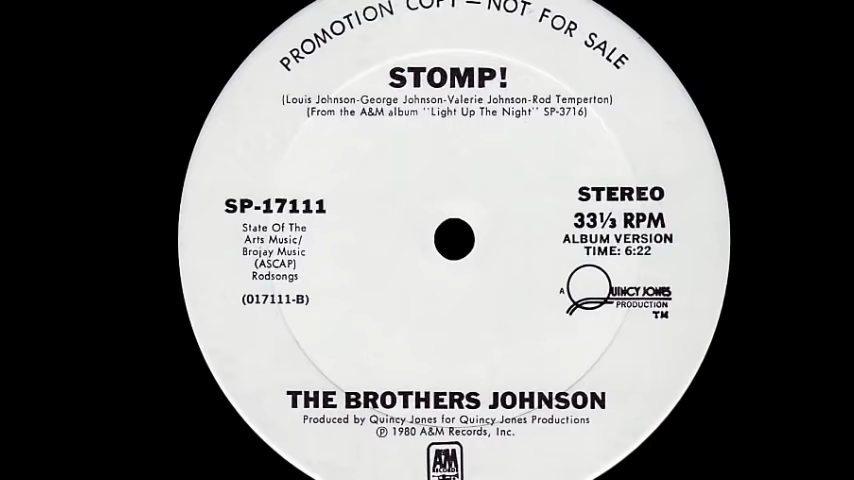 PROMOTION COPY — NOT FOR SALE
STOMP!
(Louis Johnson-George Johnson-Valerie Johnson-Rod Temperton)
(From the A&M album "Light Up The Night" SP-3716)
SP-17111
State Of The
Arts Music/
Brojay Music
(ASCAP)
Rodsongs
(017111-B)
STEREO
33⅓ RPM
ALBUM VERSION
TIME: 6:22
A QUINCY JONES
PRODUCTION
TM
THE BROTHERS JOHNSON
Produced by Quincy Jones for Quincy Jones Productions
℗ 1980 A&M Records, Inc.
A&M
RECORDS